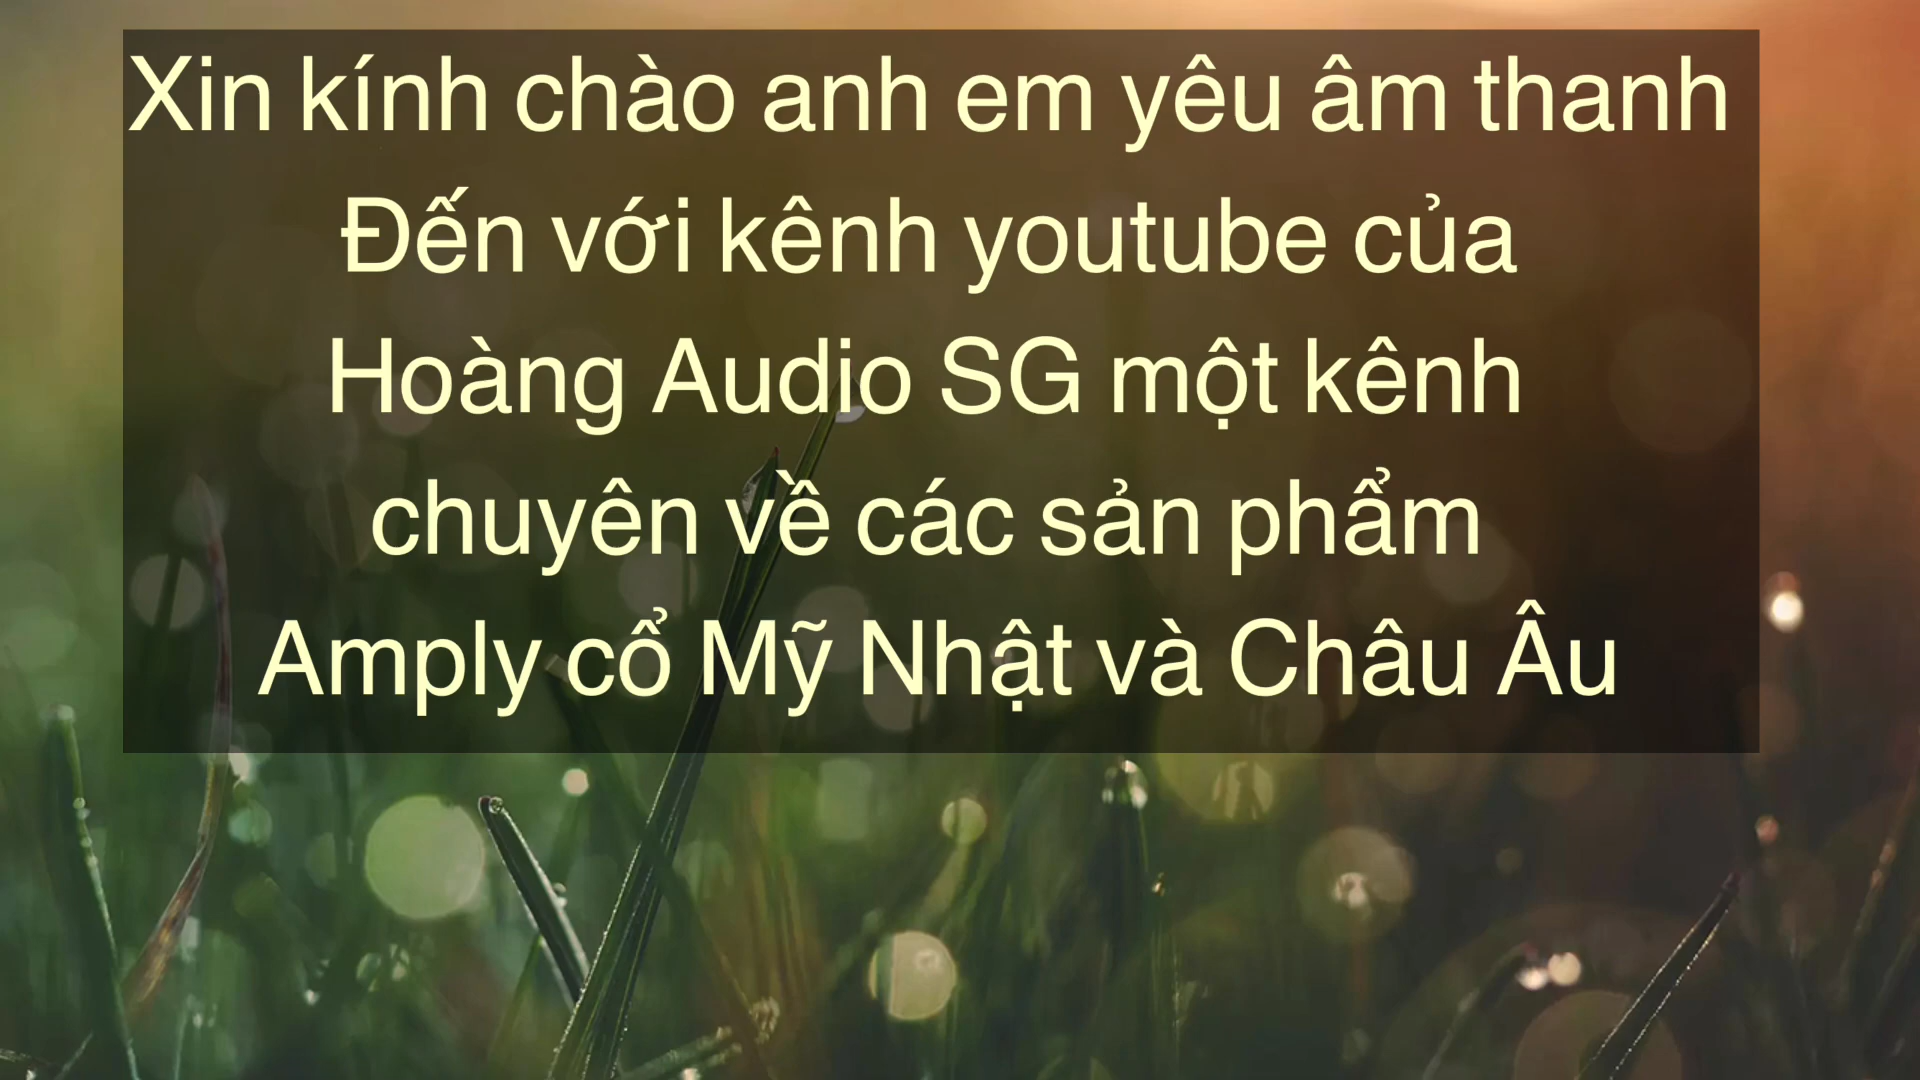 Xin kính chào anh em yêu âm thanh
Đến với kênh youtube của
Hoàng Audio SG một kênh
chuyên về các sản phẩm
Amply cổ Mỹ Nhật và Châu Âu